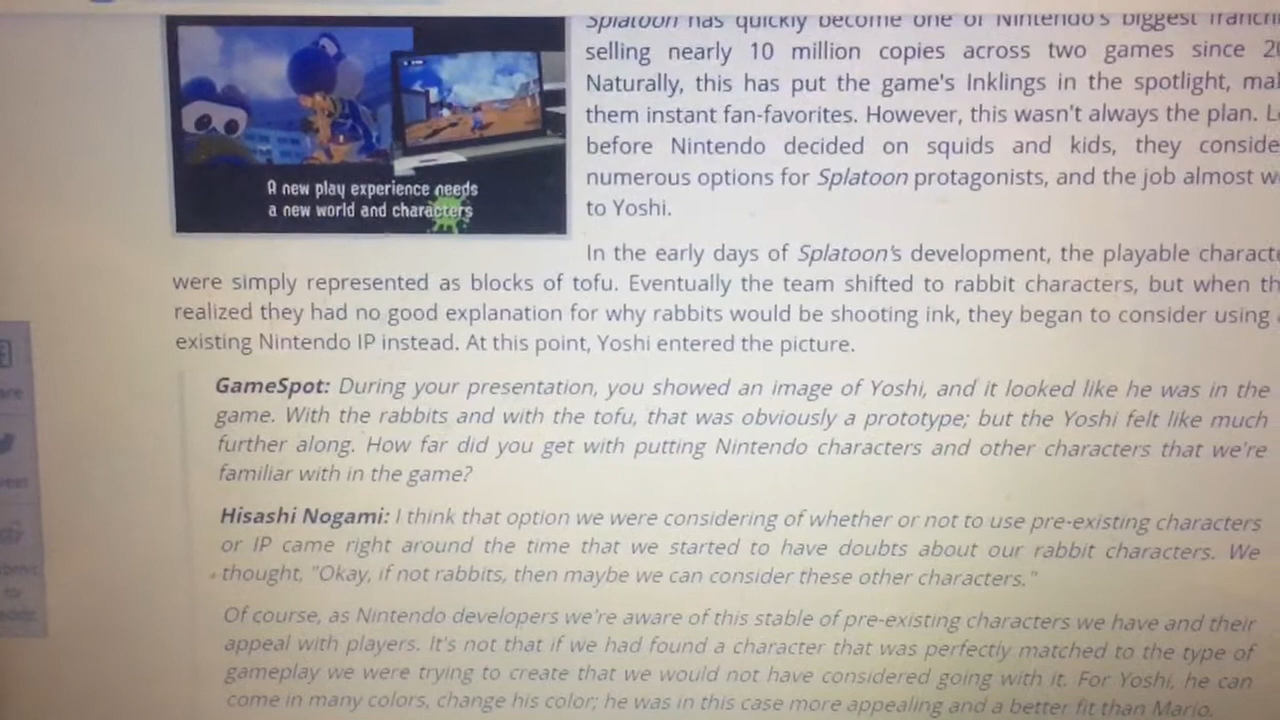 Splatoon has quickly become one of Nintendo's biggest
selling nearly 10 million copies across two games since
Naturally, this has put the game's Inklings in the spotlight,
them instant fan-favorites. However, this wasn't always the plan.
before Nintendo decided on squids and kids, they
numerous options for Splatoon protagonists, and the job almost
to Yoshi.
A new play experience needs
a new world and characters
In the early days of Splatoon's development, the playable
were simply represented as blocks of tofu. Eventually the team shifted to rabbit characters, but when
realized they had no good explanation for why rabbits would be shooting ink, they began to consider using
existing Nintendo IP instead. At this point, Yoshi entered the picture.
GameSpot: During your presentation, you showed an image of Yoshi, and it looked like he was in the
game. With the rabbits and with the tofu, that was obviously a prototype; but the Yoshi felt like much
further along. How far did you get with putting Nintendo characters and other characters that we're
familiar with in the game?
Hisashi Nogami: I think that option we were considering of whether or not to use pre-existing characters
or IP came right around the time that we started to have doubts about our rabbit characters. We
thought, "Okay, if not rabbits, then maybe we can consider these other characters."
Of course, as Nintendo developers we're aware of this stable of pre-existing characters we have and their
appeal with players. It's not that if we had found a character that was perfectly matched to the type of
gameplay we were trying to create that we would not have considered going with it. For Yoshi, he can
come in many colors, change his color; he was in this case more appealing and a better fit than Mario.